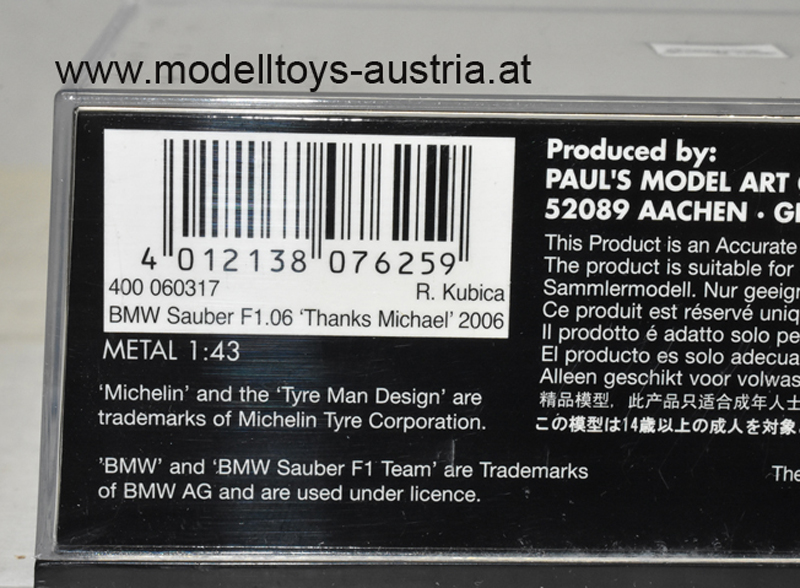 www.modelltoys-austria.at
4 012138 076259
400 060317 R. Kubica
BMW Sauber F1.06 'Thanks Michael' 2006
METAL 1:43
'Michelin' and the 'Tyre Man Design' are
trademarks of Michelin Tyre Corporation.
'BMW' and 'BMW Sauber F1 Team' are Trademarks
of BMW AG and are used under licence.
Produced by:
PAUL'S MODEL ART
52089 AACHEN · G
This Product is an Accurate
The product is suitable for
Sammlermodell. Nur geeign
Ce produit est réservé uniq
Il prodotto é adatto solo pe
El producto es solo adecua
Alleen geschikt voor volwas
精品模型，此产品只适合成年人士
この模型は14歳以上の成人を対象
The